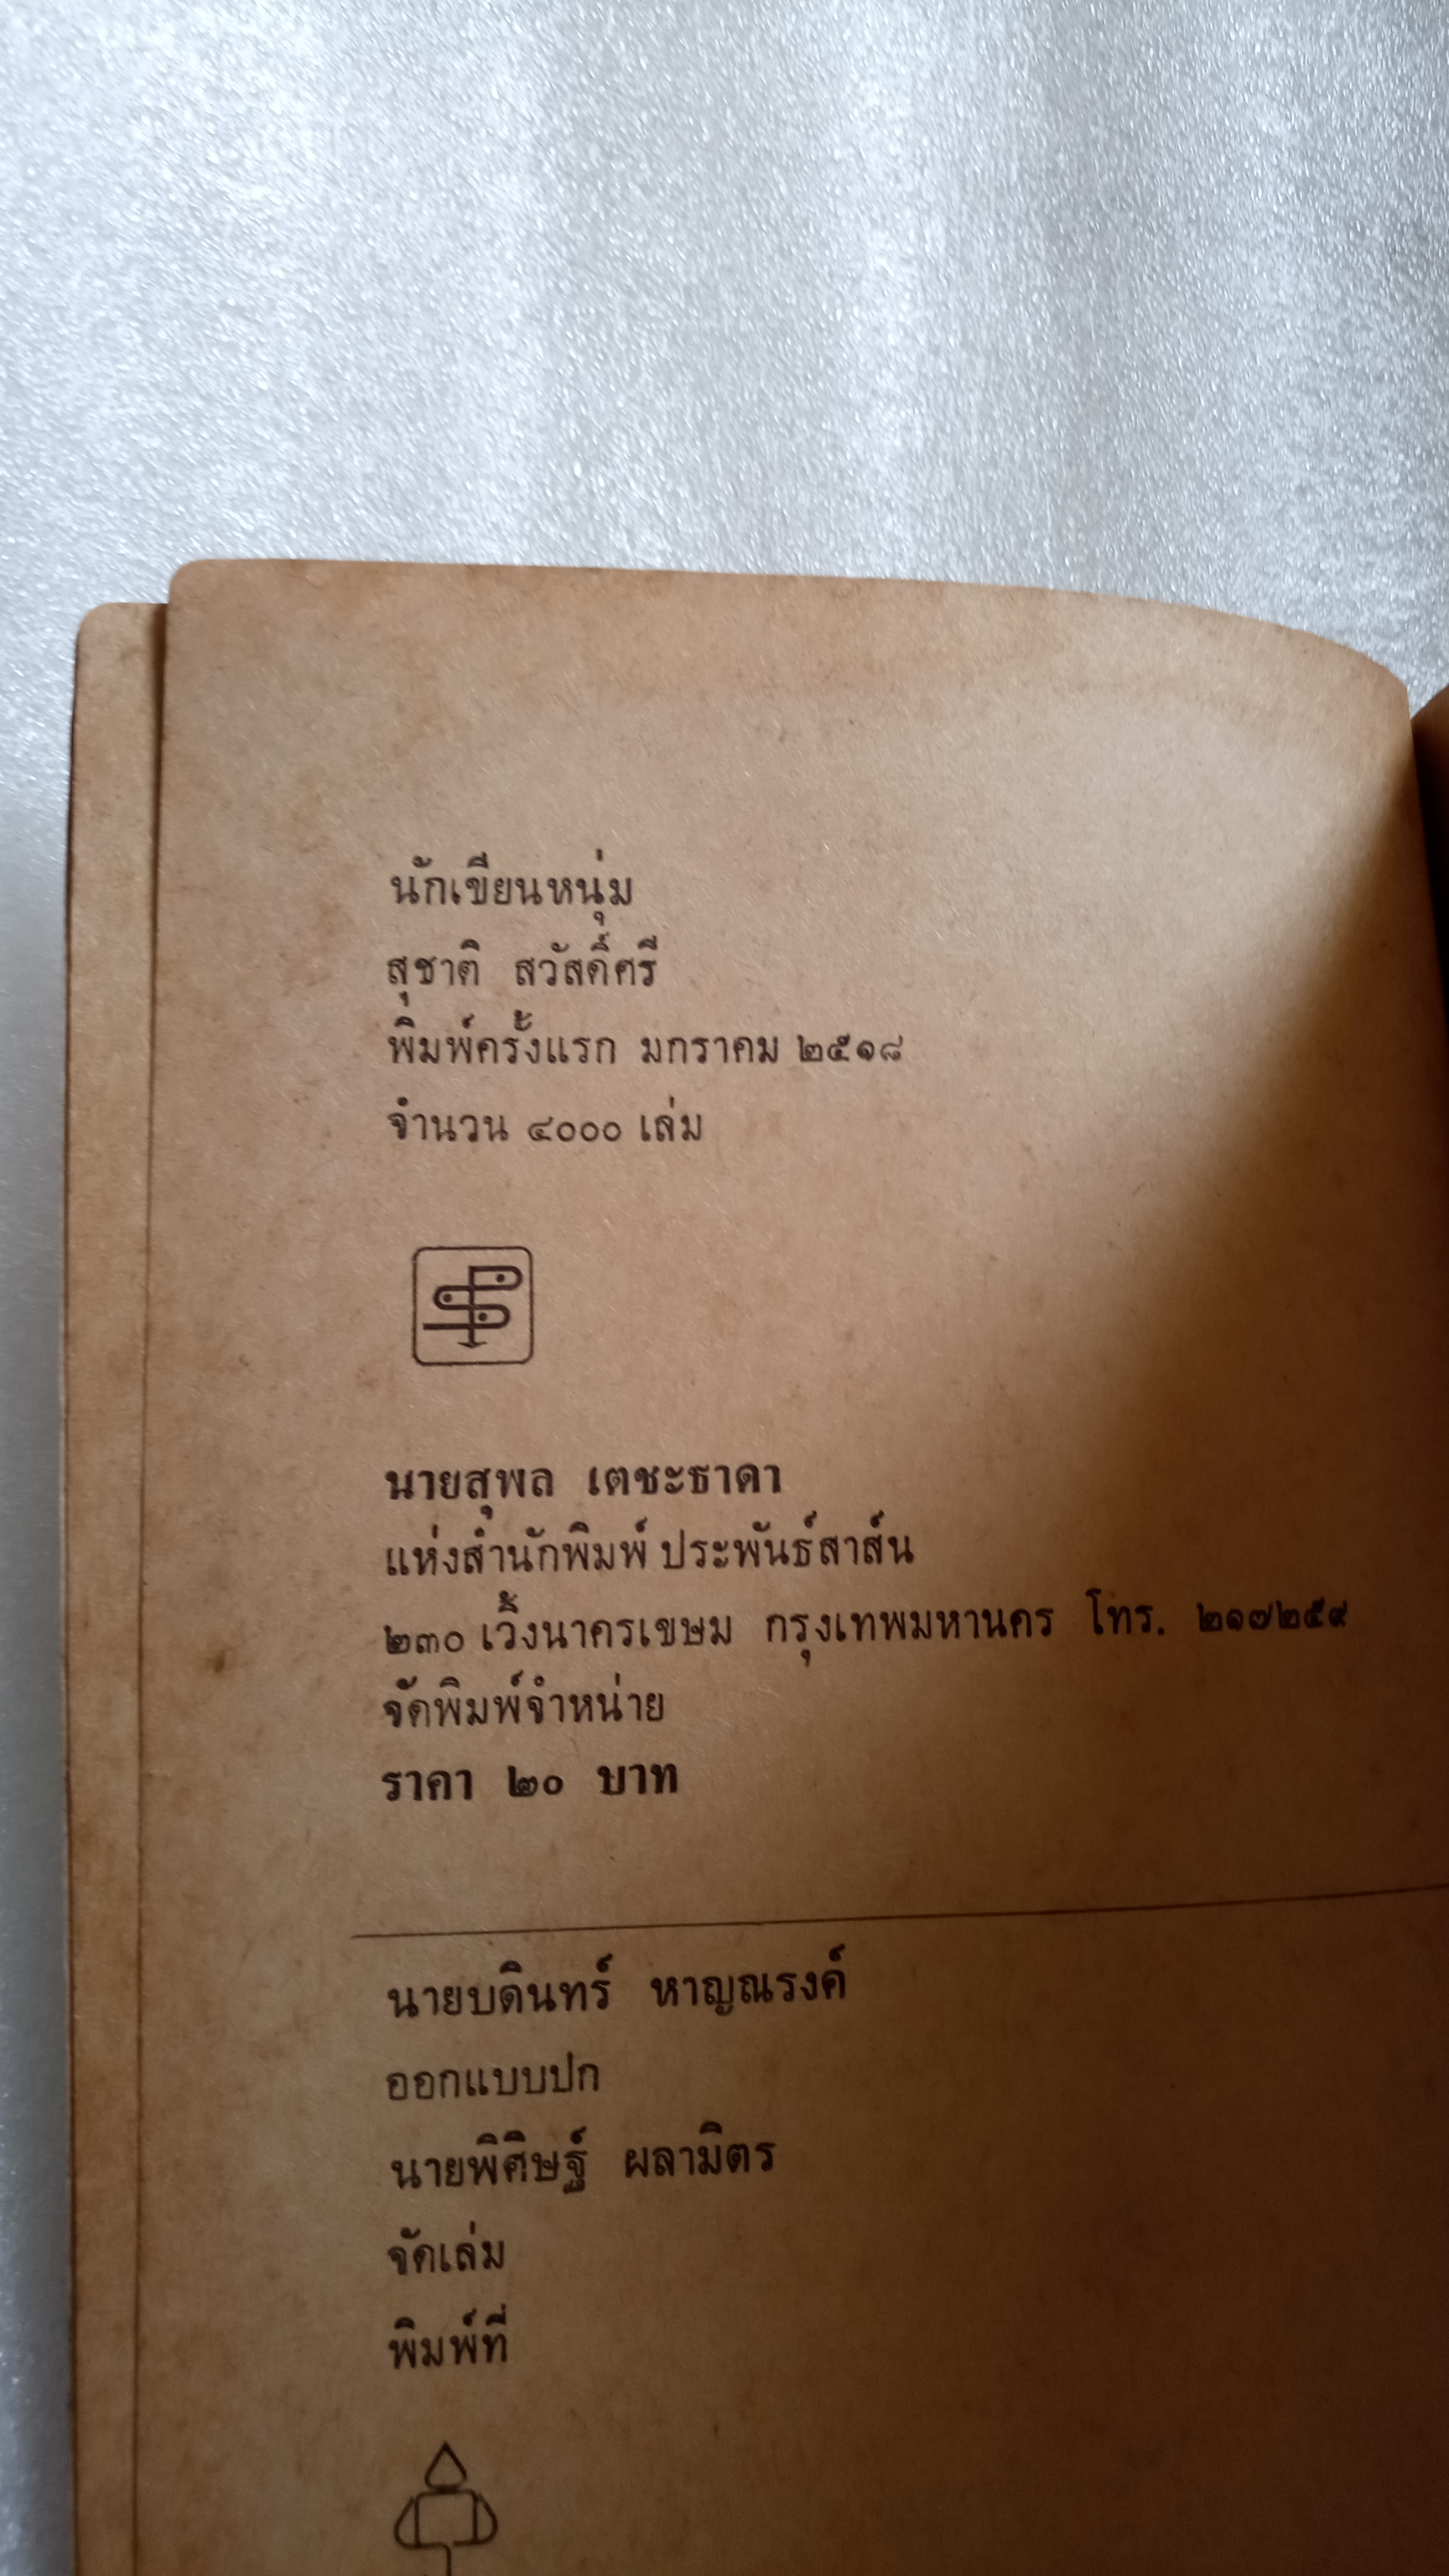 นักเขียนหนุ่ม
สุชาติ สวัสดิ์ศรี
พิมพ์ครั้งแรก มกราคม ๒๕๑๘
จำนวน ๔๐๐๐ เล่ม
นายสุพล เตชะธาดา
แห่งสำนักพิมพ์ ประพันธ์สาส์น
๒๓๐ เวิ้งนาครเขษม กรุงเทพมหานคร โทร. ๒๑๗๒๕๙
จัดพิมพ์จำหน่าย
ราคา ๒๐ บาท
นายบดินทร์ หาญณรงค์
ออกแบบปก
นายพิศิษฐ์ ผลามิตร
จัดเล่ม
พิมพ์ที่